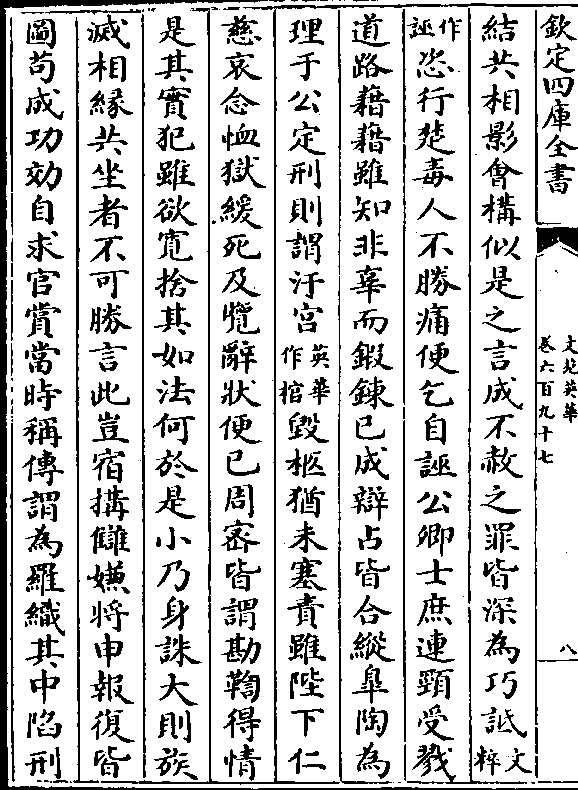 欽定四庫全書
文苑英華
卷六百九十七
八
結共相影會構似是之言成不赦之罪皆深為巧詆文粹
作誣恣行楚毒人不勝痛便乞自誣公卿士庶連頸受戮
道路藉藉雖知非辜而鍜鍊已成辯占皆合縱臯陶為
理于公定刑則謂汙宮英華作棺毀柩猶未塞責雖陛下仁
慈哀念恤獄緩死及覽辭狀便已周密皆謂勘鞫得情
是其實犯雖欲寬捨其如法何於是小乃身誅大則族
滅相緣共坐者不可勝言此豈宿搆讎嫌將申報復皆
圖苟成功効自求官賞當時稱傳謂為羅織其中陷刑